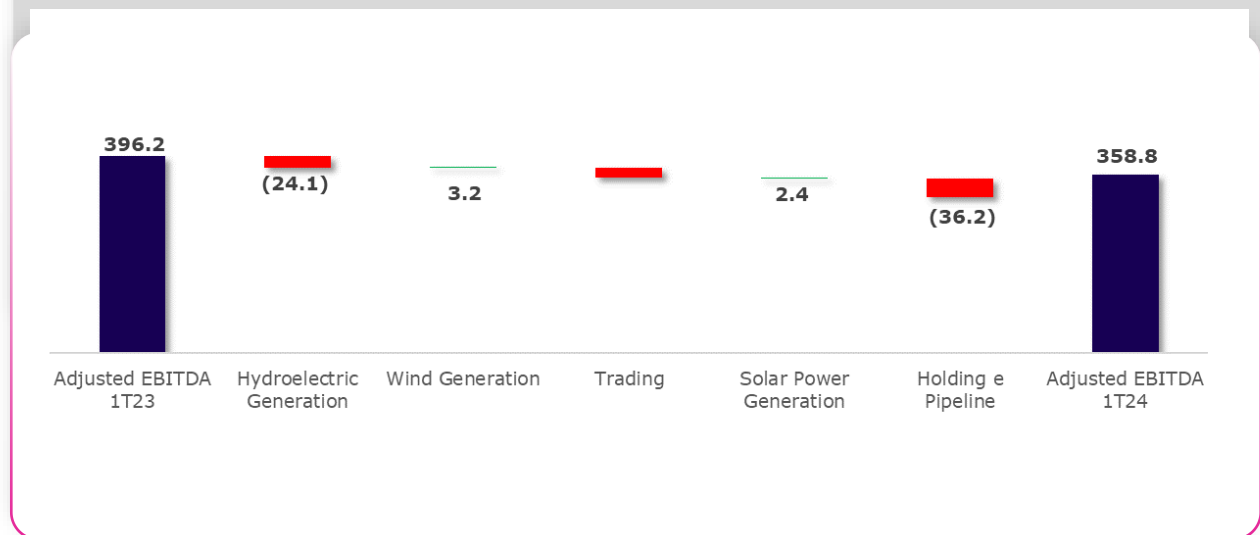 396.2
(24.1)
3.2
2.4
(36.2)
358.8
Adjusted EBITDA
1T23
Hydroelectric
Generation
Wind Generation
Trading
Solar Power
Generation
Holding e
Pipeline
Adjusted EBITDA
1T24